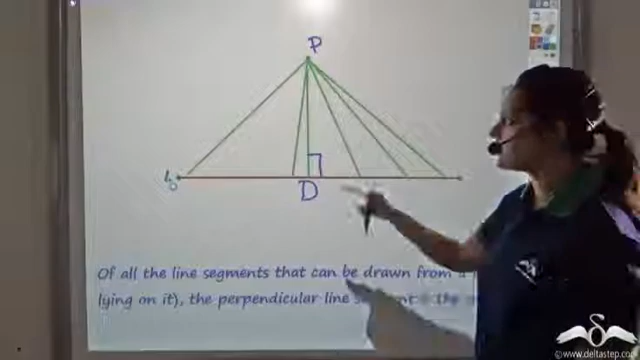 P
D
Of all the line segments that can be drawn from a
lying on it), the perpendicular line
the
©www.deltastep.com